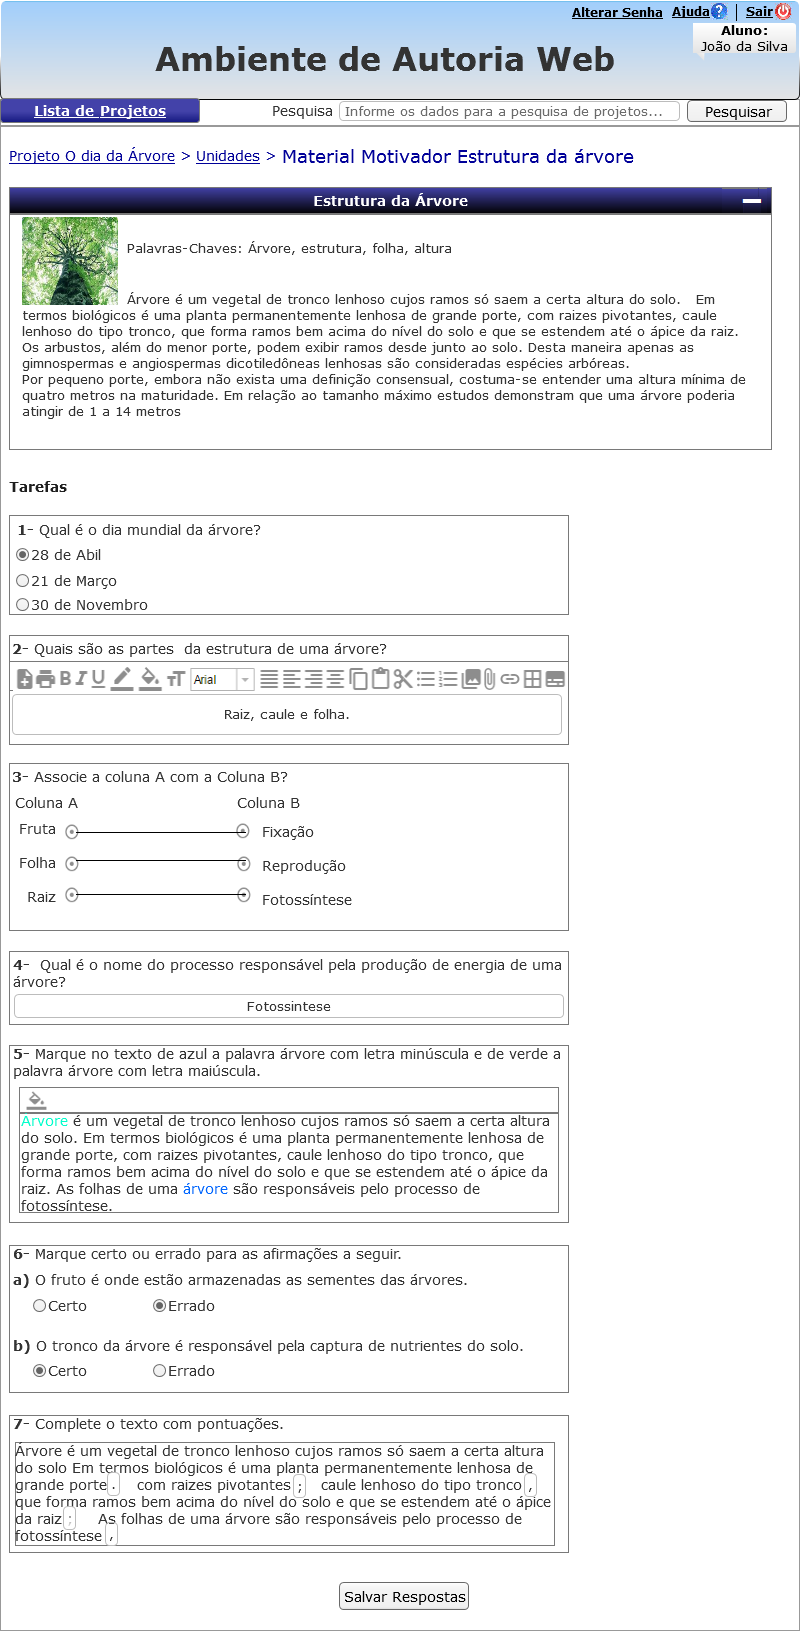 Alterar Senha Ajuda? | Sair
Aluno:
João da Silva
Ambiente de Autoria Web
Lista de Projetos
Pesquisa Informe os dados para a pesquisa de projetos... Pesquisar
Projeto O dia da Árvore > Unidades > Material Motivador Estrutura da árvore
Estrutura da Árvore
Palavras-Chaves: Árvore, estrutura, folha, altura
Árvore é um vegetal de tronco lenhoso cujos ramos só saem a certa altura do solo. Em
termos biológicos é uma planta permanentemente lenhosa de grande porte, com raizes pivotantes, caule
lenhoso do tipo tronco, que forma ramos bem acima do nível do solo e que se estendem até o ápice da raiz.
Os arbustos, além do menor porte, podem exibir ramos desde junto ao solo. Desta maneira apenas as
gimnospermas e angiospermas dicotiledôneas lenhosas são consideradas espécies arbóreas.
Por pequeno porte, embora não exista uma definição consensual, costuma-se entender uma altura mínima de
quatro metros na maturidade. Em relação ao tamanho máximo estudos demonstram que uma árvore poderia
atingir de 1 a 14 metros
Tarefas
1- Qual é o dia mundial da árvore?
28 de Abil
21 de Março
30 de Novembro
2- Quais são as partes da estrutura de uma árvore?
B I U TT Arial
Raiz, caule e folha.
3- Associe a coluna A com a Coluna B?
Coluna A Coluna B
Fruta Fixação
Folha Reprodução
Raiz Fotossíntese
4- Qual é o nome do processo responsável pela produção de energia de uma
árvore?
Fotossintese
5- Marque no texto de azul a palavra árvore com letra minúscula e de verde a
palavra árvore com letra maiúscula.
Árvore é um vegetal de tronco lenhoso cujos ramos só saem a certa altura
do solo. Em termos biológicos é uma planta permanentemente lenhosa de
grande porte, com raizes pivotantes, caule lenhoso do tipo tronco, que
forma ramos bem acima do nível do solo e que se estendem até o ápice da
raiz. As folhas de uma árvore são responsáveis pelo processo de
fotossíntese.
6- Marque certo ou errado para as afirmações a seguir.
a) O fruto é onde estão armazenadas as sementes das árvores.
Certo Errado
b) O tronco da árvore é responsável pela captura de nutrientes do solo.
Certo Errado
7- Complete o texto com pontuações.
Árvore é um vegetal de tronco lenhoso cujos ramos só saem a certa altura
do solo Em termos biológicos é uma planta permanentemente lenhosa de
grande porte . com raizes pivotantes ; caule lenhoso do tipo tronco ,
que forma ramos bem acima do nível do solo e que se estendem até o ápice
da raiz ; As folhas de uma árvore são responsáveis pelo processo de
fotossíntese ,
Salvar Respostas